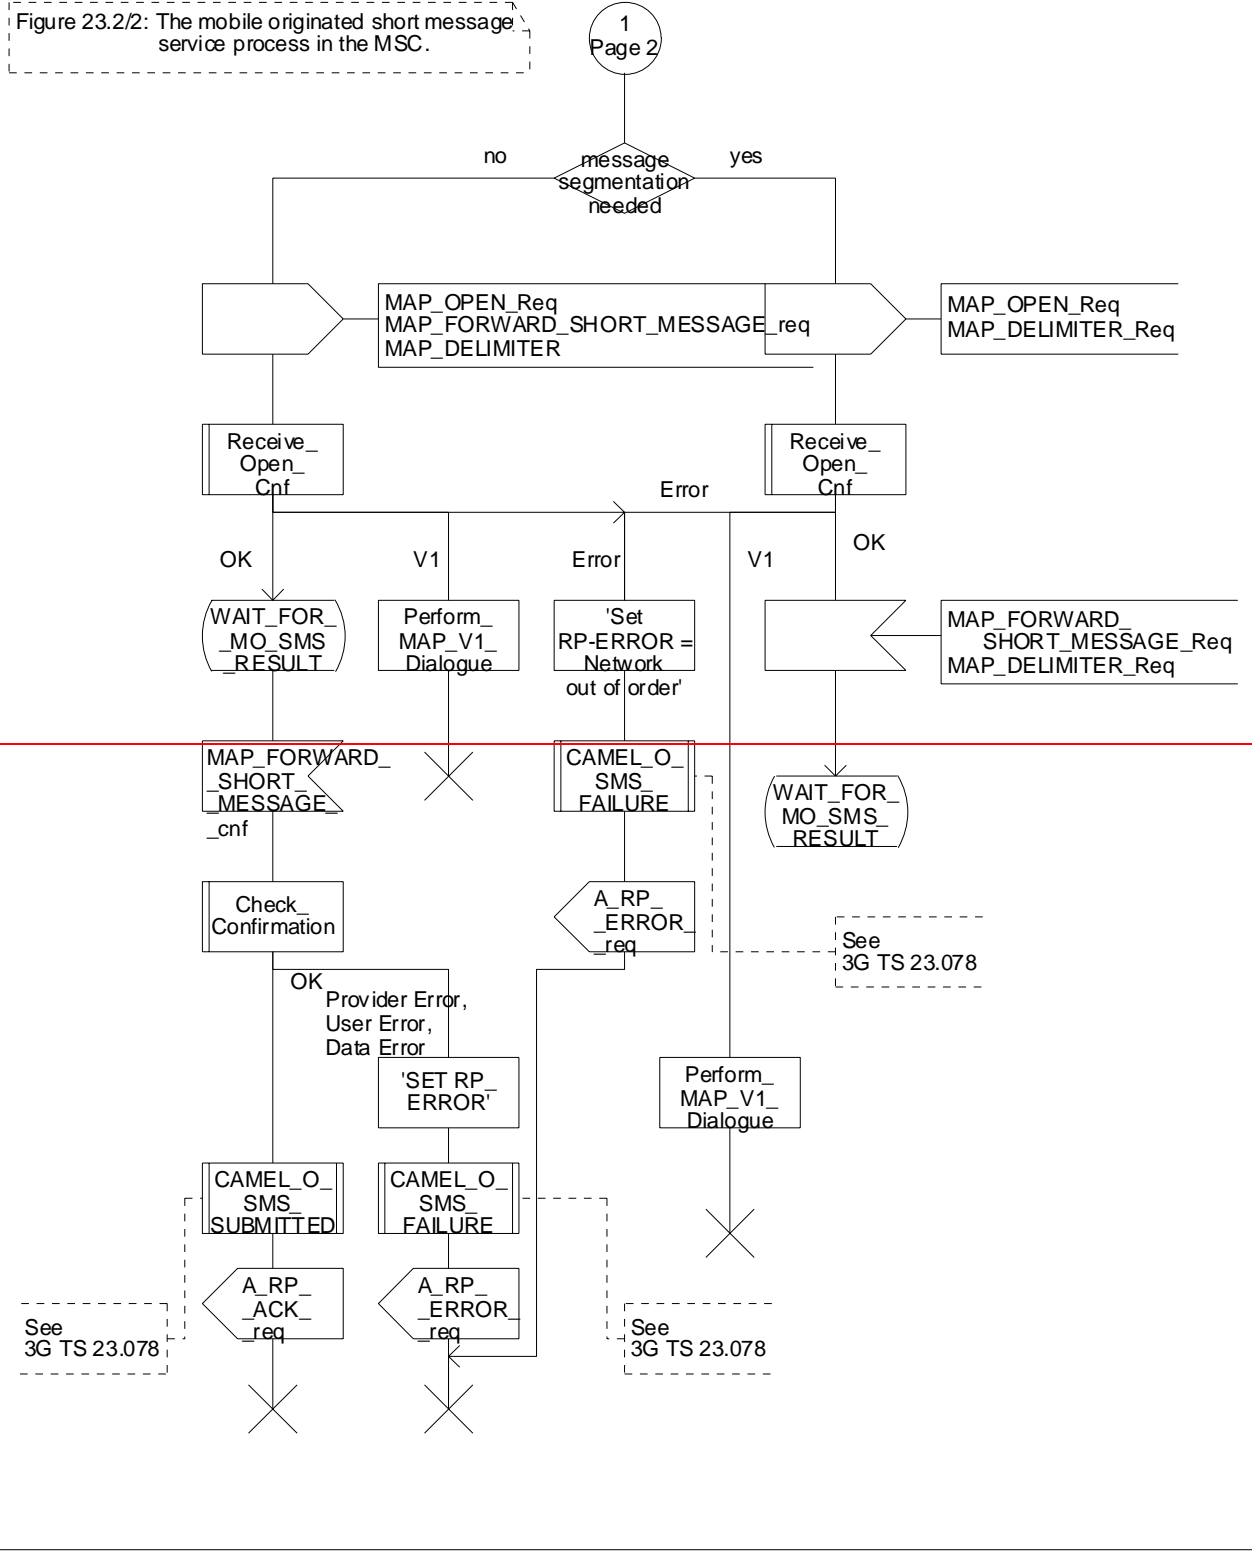 Figure 23.2/2: The mobile originated short message
service process in the MSC.
1
Page 2
no
message
segmentation
needed
yes
MAP_OPEN_Req
MAP_FORWARD_SHORT_MESSAGE_req
MAP_DELIMITER
MAP_OPEN_Req
MAP_DELIMITER_Req
Receive_
Open_
Cnf
Receive_
Open_
Cnf
Error
OK
V1
Error
V1
OK
WAIT_FOR_
_MO_SMS
_RESULT
Perform_
MAP_V1_
Dialogue
'Set
RP-ERROR =
Network
out of order'
MAP_FORWARD_
SHORT_MESSAGE_Req
MAP_DELIMITER_Req
MAP_FORWARD_
_SHORT_
_MESSAGE_
_cnf
CAMEL_O_
SMS_
FAILURE
WAIT_FOR_
MO_SMS_
RESULT
Check_
Confirmation
A_RP_
_ERROR_
_req
See
3G TS 23.078
OK
Provider Error,
User Error,
Data Error
'SET RP_
ERROR'
Perform_
MAP_V1_
Dialogue
CAMEL_O_
SMS_
SUBMITTED
CAMEL_O_
SMS_
FAILURE
A_RP_
_ACK_
_req
A_RP_
_ERROR_
_req
See
3G TS 23.078
See
3G TS 23.078